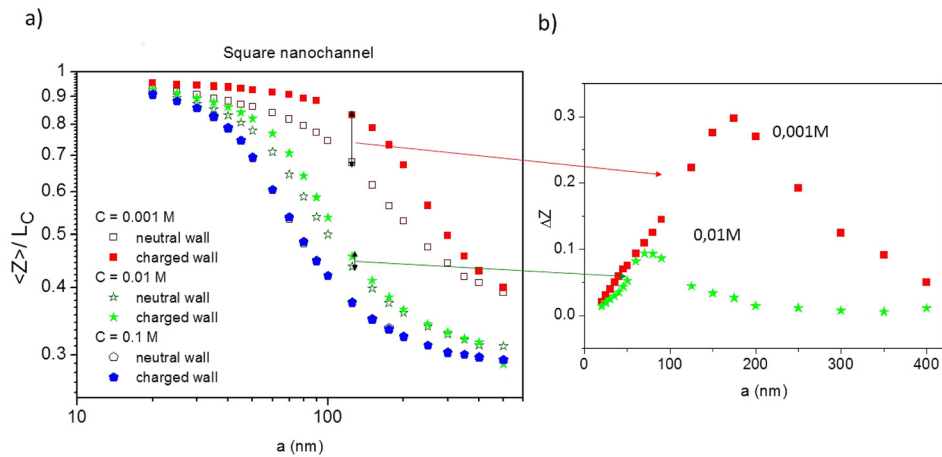 a)
b)
Square nanochannel
1
0.9
0.8
0.7
0.6
0.5
0.4
0.3
<Z>/ L_C
C = 0.001 M
neutral wall
charged wall
C = 0.01 M
neutral wall
charged wall
C = 0.1 M
neutral wall
charged wall
10
100
a (nm)
0.3
0.2
0.1
0.0
ΔZ
0,001M
0,01M
0
100
200
300
400
a (nm)